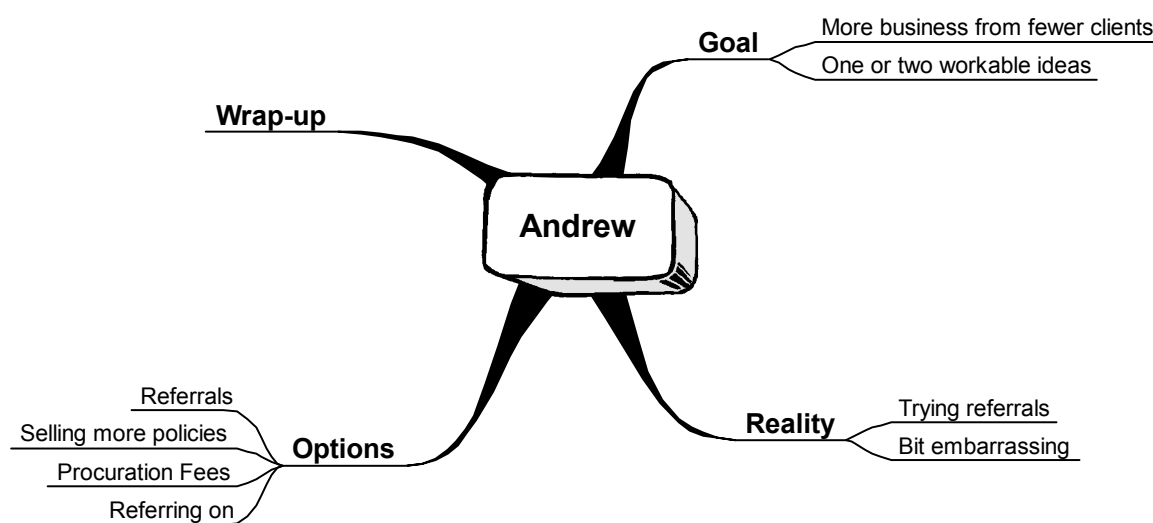 Andrew
Goal
More business from fewer clients
One or two workable ideas
Reality
Trying referrals
Bit embarrassing
Options
Referrals
Selling more policies
Procuration Fees
Referring on
Wrap-up